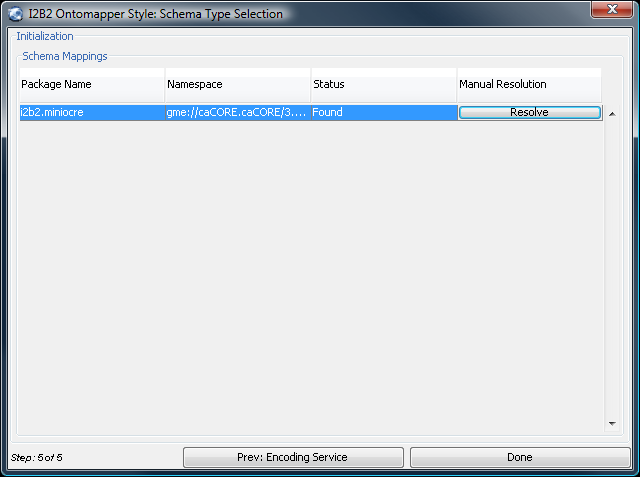 I2B2 Ontomapper Style: Schema Type Selection
Initialization
Schema Mappings
Package Name Namespace Status Manual Resolution
i2b2.miniocre gme://caCORE.caCORE/3.... Found Resolve
Step: 5 of 5 Prev: Encoding Service Done